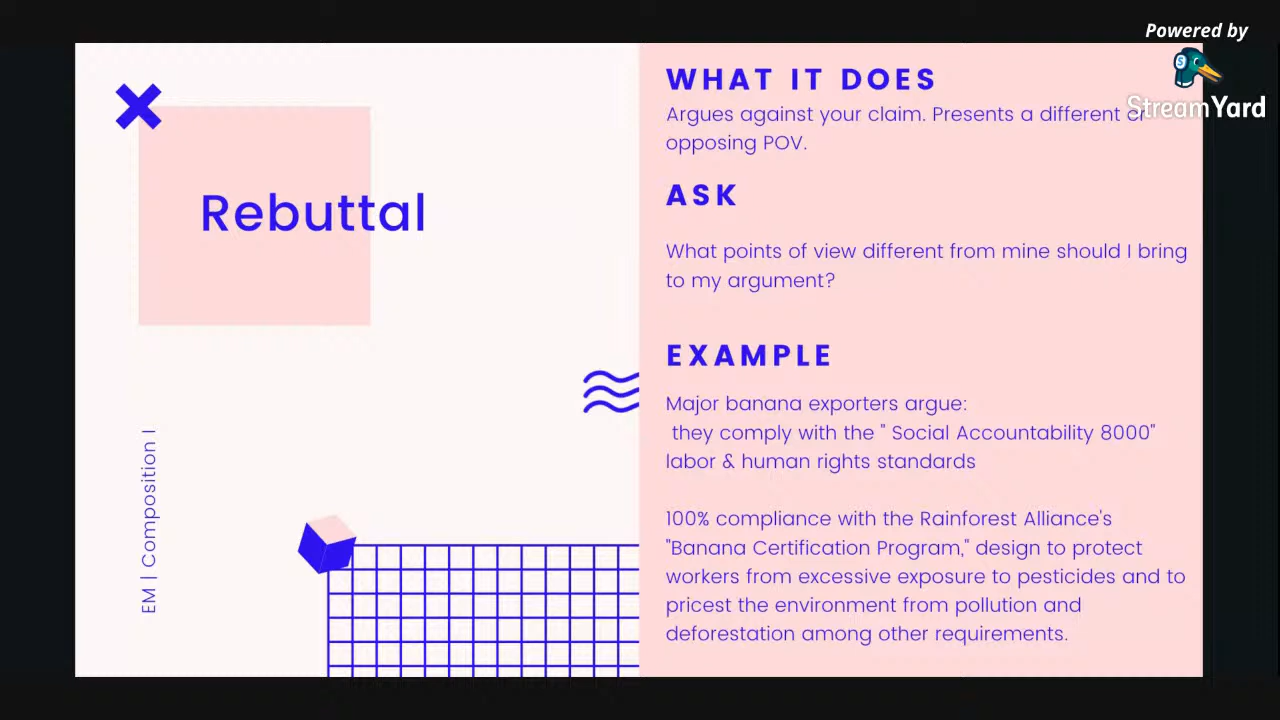 Powered by
StreamYard
Rebuttal
EM | Composition I
WHAT IT DOES
Argues against your claim. Presents a different or
opposing POV.
ASK
What points of view different from mine should I bring
to my argument?
EXAMPLE
Major banana exporters argue:
they comply with the " Social Accountability 8000"
labor & human rights standards
100% compliance with the Rainforest Alliance's
"Banana Certification Program," design to protect
workers from excessive exposure to pesticides and to
pricest the environment from pollution and
deforestation among other requirements.